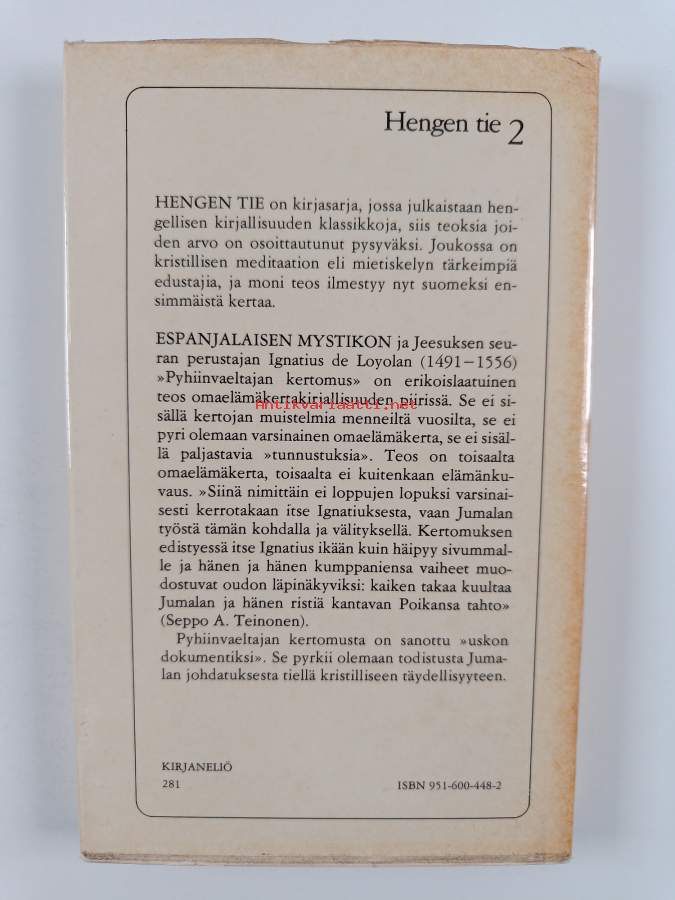 Hengen tie 2
HENGEN TIE on kirjasarja, jossa julkaistaan hen-
gellisen kirjallisuuden klassikkoja, siis teoksia joi-
den arvo on osoittautunut pysyväksi. Joukossa on
kristillisen meditaation eli mietiskelyn tärkeimpiä
edustajia, ja moni teos ilmestyy nyt suomeksi en-
simmäistä kertaa.
ESPANJALAISEN MYSTIKON ja Jeesuksen seu-
ran perustajan Ignatius de Loyolan (1491–1556)
»Pyhiinvaeltajan kertomus» on erikoislaatuinen
teos omaelämäkertakirjallisuuden piirissä. Se ei si-
Antikvariaatti.net
sällä kertojan muistelmia menneiltä vuosilta, se ei
pyri olemaan varsinainen omaelämäkerta, se ei sisäl-
lä paljastavia »tunnustuksia». Teos on toisaalta
omaelämäkerta, toisaalta ei kuitenkaan elämänku-
vaus. »Siinä nimittäin ei loppujen lopuksi varsinai-
sesti kerrotakaan itse Ignatiuksesta, vaan Jumalan
työstä tämän kohdalla ja välityksellä. Kertomuksen
edistyessä itse Ignatius ikään kuin häipyy sivummal-
le ja hänen ja hänen kumppaniensa vaiheet muo-
dostuvat oudon läpinäkyviksi: kaiken takaa kuultaa
Jumalan ja hänen ristiä kantavan Poikansa tahto»
(Seppo A. Teinonen).
Pyhiinvaeltajan kertomusta on sanottu »uskon
dokumentiksi». Se pyrkii olemaan todistusta Juma-
lan johdatuksesta tiellä kristilliseen täydellisyyteen.
KIRJANELIÖ
281
ISBN 951-600-448-2